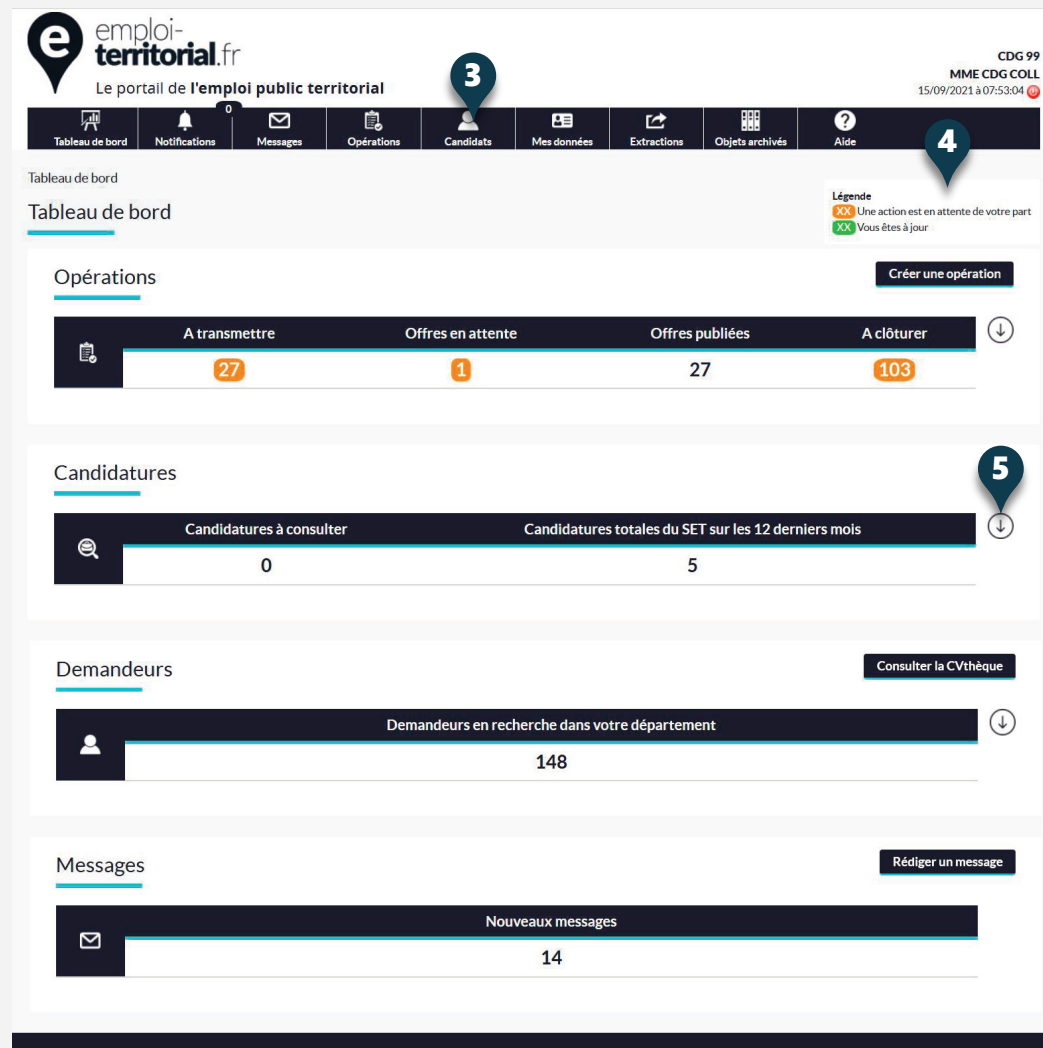 e
emploi-
territorial.fr
Le portail de l'emploi public territorial
CDG 99
MME CDG COLL
15/09/2021 à 07:53:04
3
0
Tableau de bord Notifications Messages Opérations Candidats Mes données Extractions Objets archivés Aide
4
Tableau de bord
Tableau de bord
Légende
XX Une action est en attente de votre part
XX Vous êtes à jour
Opérations
Créer une opération
A transmettre Offres en attente Offres publiées A clôturer
27 1 27 103
Candidatures
5
Candidatures à consulter Candidatures totales du SET sur les 12 derniers mois
0 5
Demandeurs
Consulter la CVthèque
Demandeurs en recherche dans votre département
148
Messages
Rédiger un message
Nouveaux messages
14